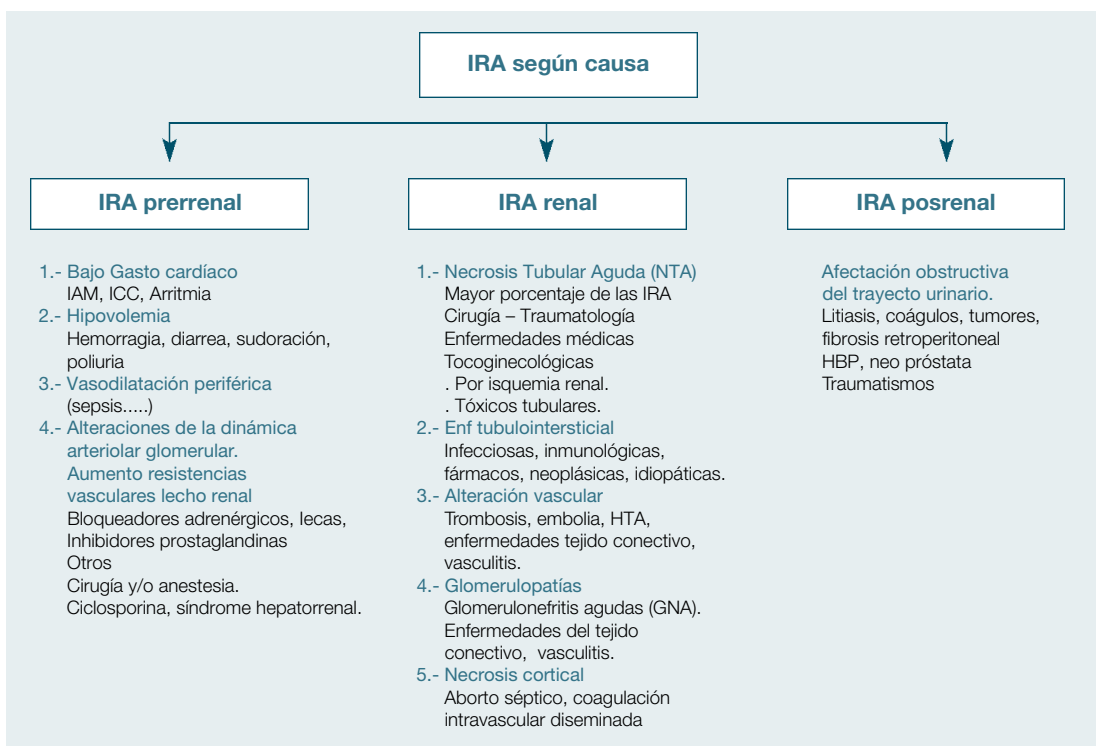 IRA según causa
IRA prerrenal
1.- Bajo Gasto cardíaco
IAM, ICC, Arritmia
2.- Hipovolemia
Hemorragia, diarrea, sudoración,
poliuria
3.- Vasodilatación periférica
(sepsis.....)
4.- Alteraciones de la dinámica
arteriolar glomerular.
Aumento resistencias
vasculares lecho renal
Bloqueadores adrenérgicos, Iecas,
Inhibidores prostaglandinas
Otros
Cirugía y/o anestesia.
Ciclosporina, síndrome hepatorrenal.
IRA renal
1.- Necrosis Tubular Aguda (NTA)
Mayor porcentaje de las IRA
Cirugía – Traumatología
Enfermedades médicas
Tocoginecológicas
. Por isquemia renal.
. Tóxicos tubulares.
2.- Enf tubulointersticial
Infecciosas, inmunológicas,
fármacos, neoplásicas, idiopáticas.
3.- Alteración vascular
Trombosis, embolia, HTA,
enfermedades tejido conectivo,
vasculitis.
4.- Glomerulopatías
Glomerulonefritis agudas (GNA).
Enfermedades del tejido
conectivo, vasculitis.
5.- Necrosis cortical
Aborto séptico, coagulación
intravascular diseminada
IRA posrenal
Afectación obstructiva
del trayecto urinario.
Litiasis, coágulos, tumores,
fibrosis retroperitoneal
HBP, neo próstata
Traumatismos